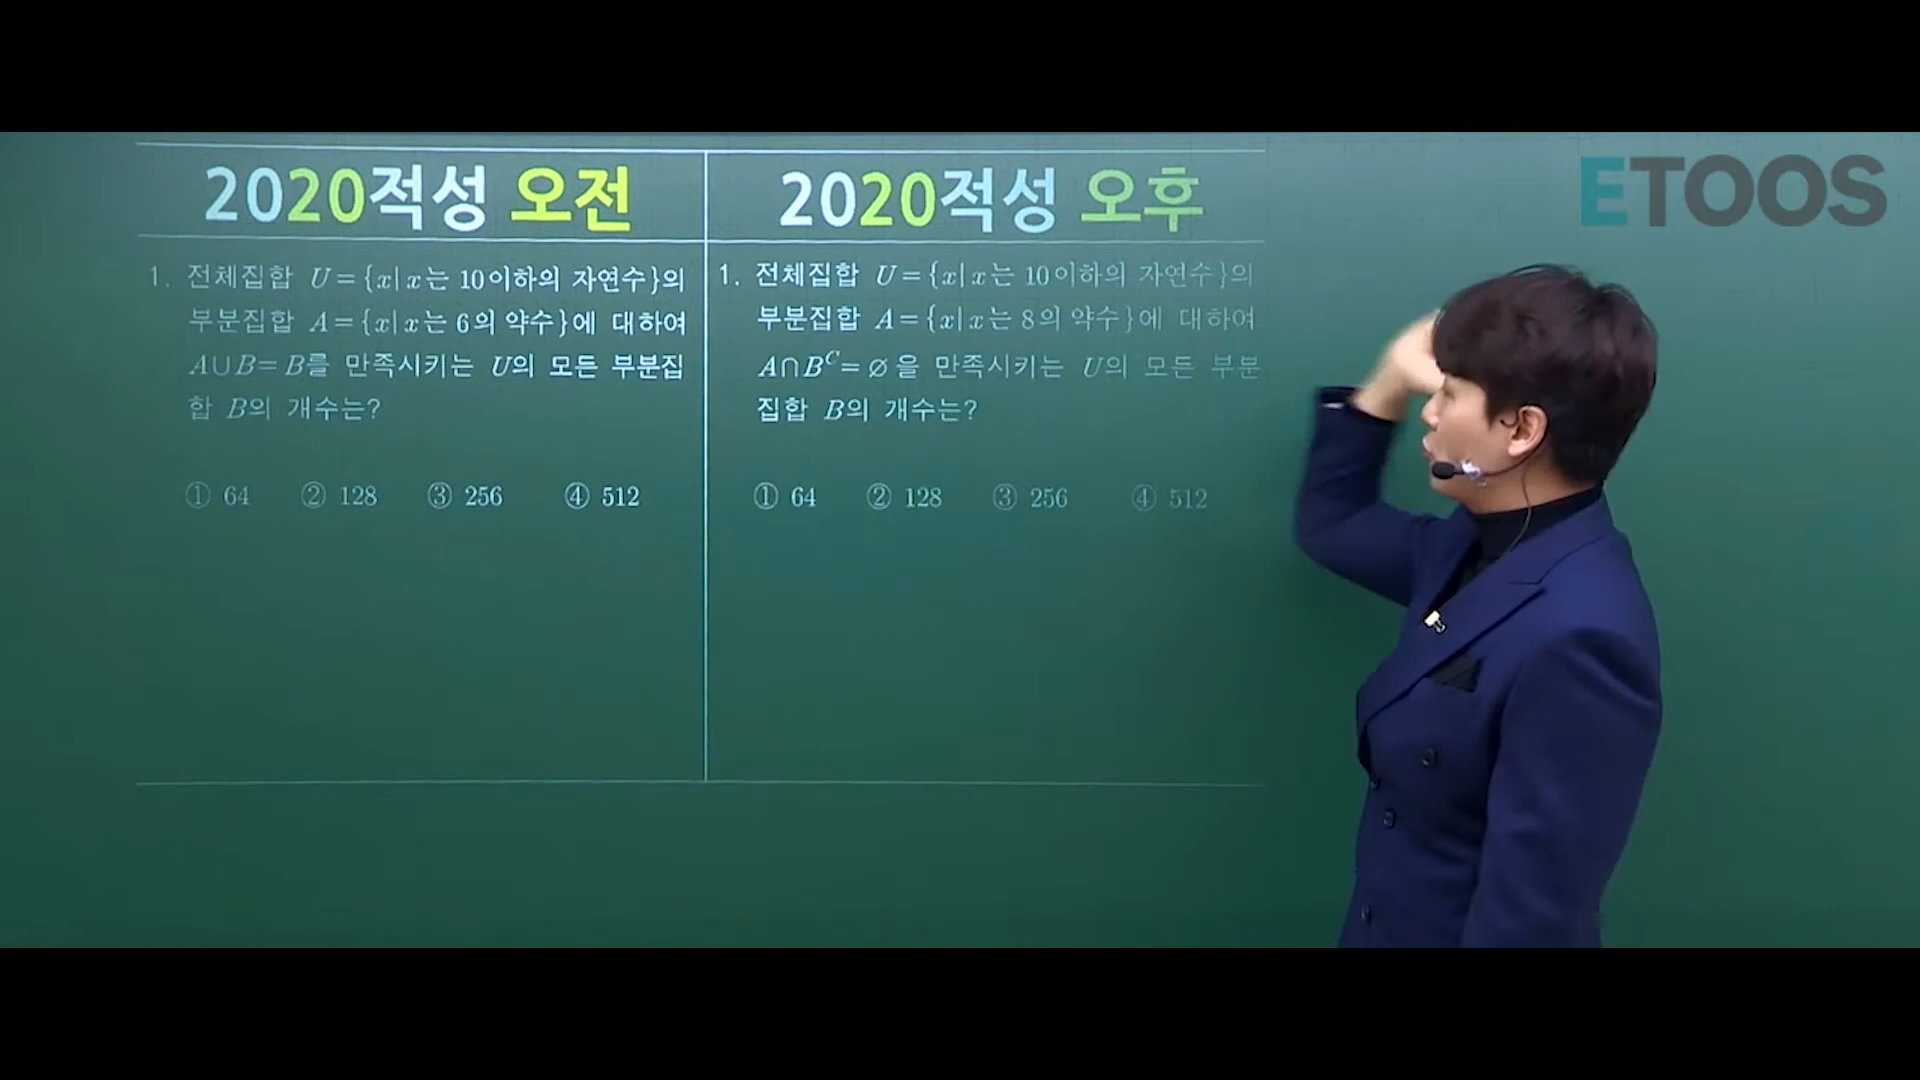 ETOOS
2020적성 오전
1. 전체집합 U={x|x는 10이하의 자연수}의
부분집합 A={x|x는 6의 약수}에 대하여
A∪B=B를 만족시키는 U의 모든 부분집
합 B의 개수는?
① 64 ② 128 ③ 256 ④ 512
2020적성 오후
1. 전체집합 U={x|x는 10이하의 자연수}의
부분집합 A={x|x는 8의 약수}에 대하여
A∩B^C=∅을 만족시키는 U의 모든 부분
집합 B의 개수는?
① 64 ② 128 ③ 256 ④ 512